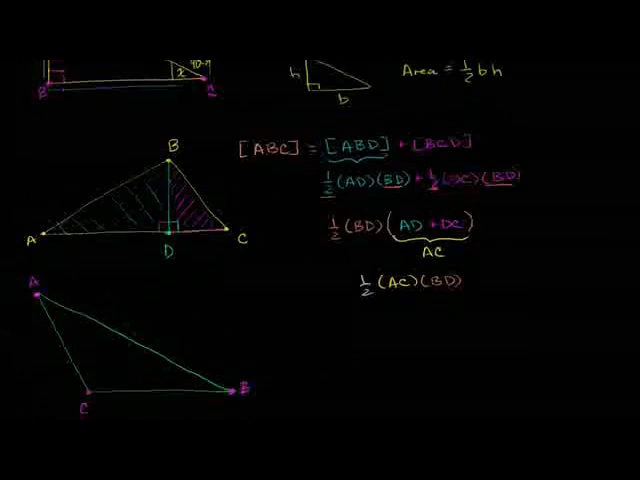 90-x
x
B
h
b
Area = 1/2 bh
[ABC] = [ABD] + [BCD]
1/2 (AD)(BD) + 1/2 (DC)(BD)
1/2 (BD) (AD + DC)
AC
1/2 (AC)(BD)
B
A
D
C
A
C
B